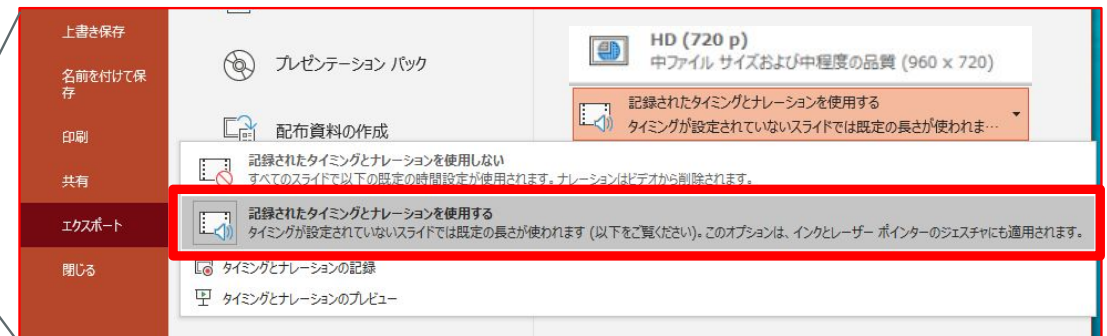 上書き保存
名前を付けて保
存
印刷
共有
エクスポート
閉じる
プレゼンテーション パック
配布資料の作成
HD (720 p)
中ファイル サイズおよび中程度の品質 (960 x 720)
記録されたタイミングとナレーションを使用する
タイミングが設定されていないスライドでは既定の長さが使われま…
記録されたタイミングとナレーションを使用しない
すべてのスライドで以下の既定の時間設定が使用されます。ナレーションはビデオから削除されます。
記録されたタイミングとナレーションを使用する
タイミングが設定されていないスライドでは既定の長さが使われます (以下をご覧ください)。このオプションは、インクとレーザー ポインターのジェスチャにも適用されます。
タイミングとナレーションの記録
タイミングとナレーションのプレビュー